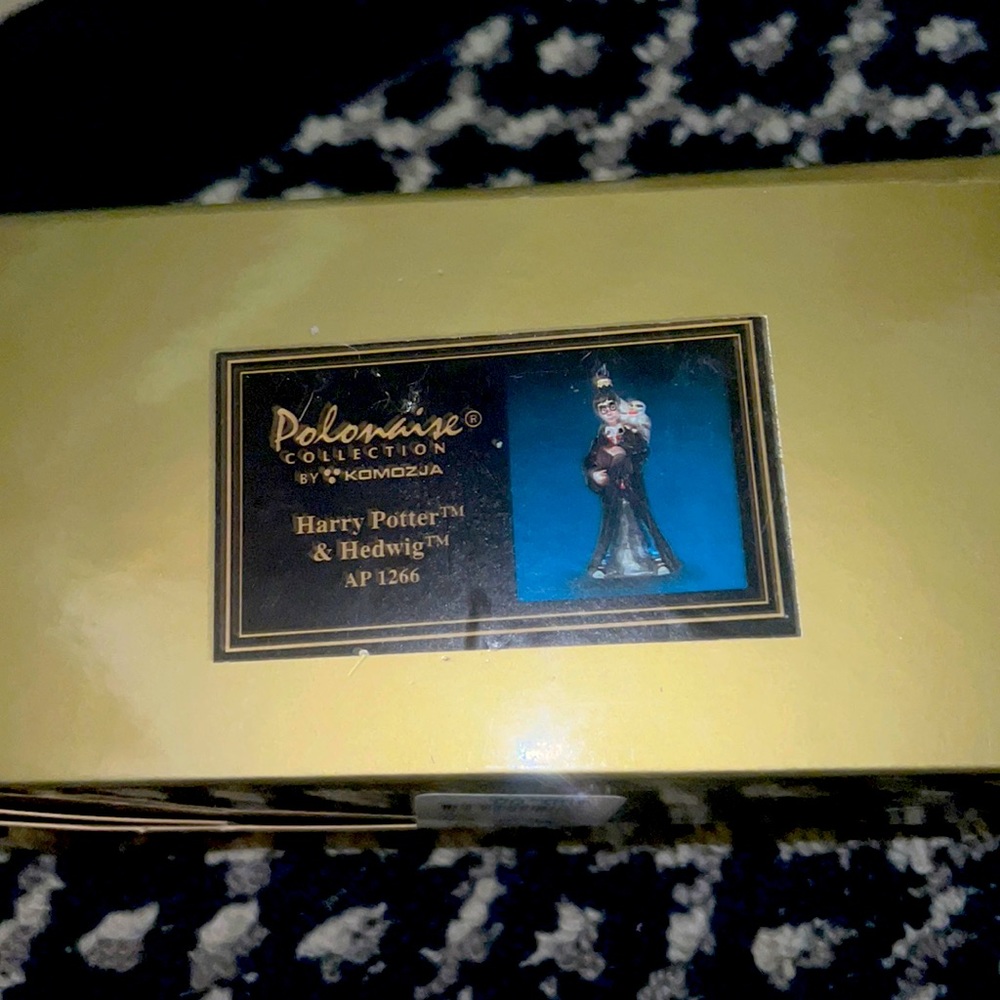 Polonaise®
COLLECTION
BY KOMOZJA
Harry Potter™
& Hedwig™
AP 1266